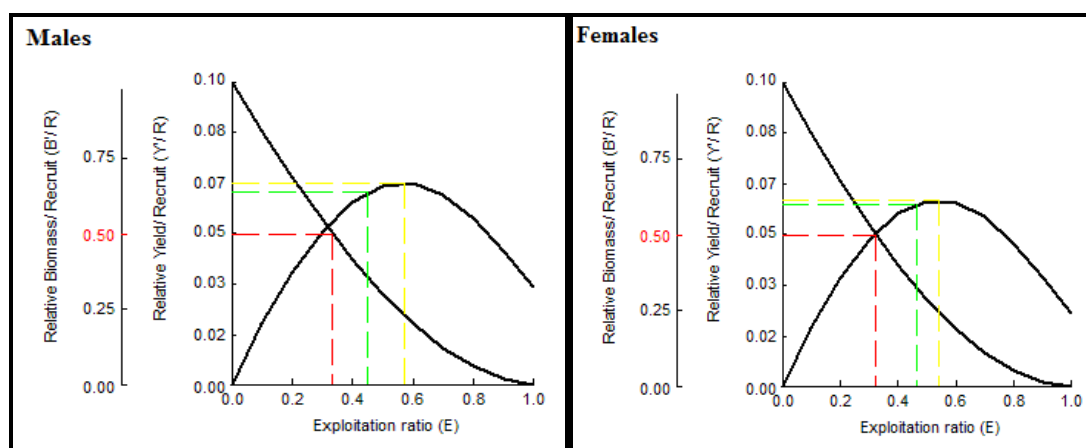 Males
Relative Biomass/ Recruit (B'/ R)
0.75
0.50
0.25
0.00
Relative Yield/ Recruit (Y'/ R)
0.10
0.08
0.07
0.05
0.03
0.02
0.00
0.0 0.2 0.4 0.6 0.8 1.0
Exploitation ratio (E)
Females
Relative Biomass/ Recruit (B'/ R)
0.75
0.50
0.25
0.00
Relative Yield/ Recruit (Y'/ R)
0.10
0.08
0.07
0.05
0.03
0.02
0.00
0.0 0.2 0.4 0.6 0.8 1.0
Exploitation ratio (E)